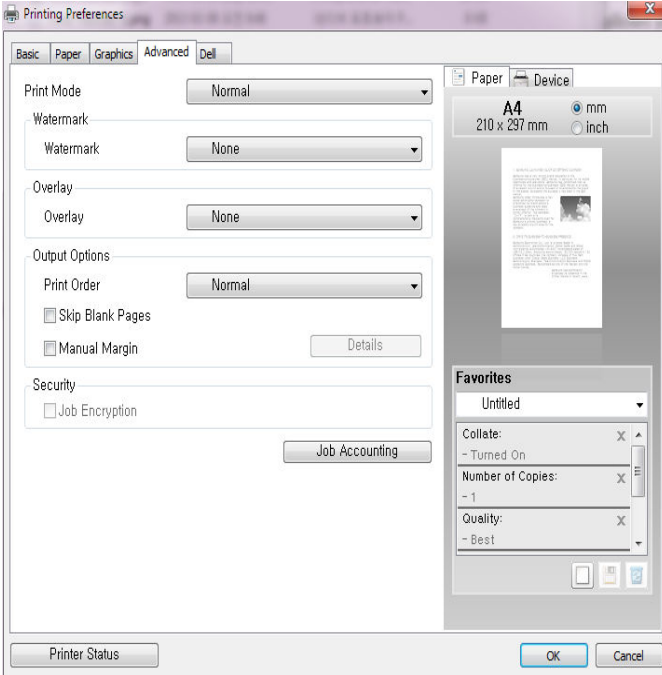 Printing Preferences
X
Basic Paper Graphics Advanced Dell
Print Mode Normal
Watermark
Watermark None
Overlay
Overlay None
Output Options
Print Order Normal
Skip Blank Pages
Manual Margin Details
Security
Job Encryption
Job Accounting
Paper Device
A4
210 x 297 mm
mm
inch
Favorites
Untitled
Collate: X
- Turned On
Number of Copies: X
- 1
Quality: X
- Best
Printer Status
OK Cancel